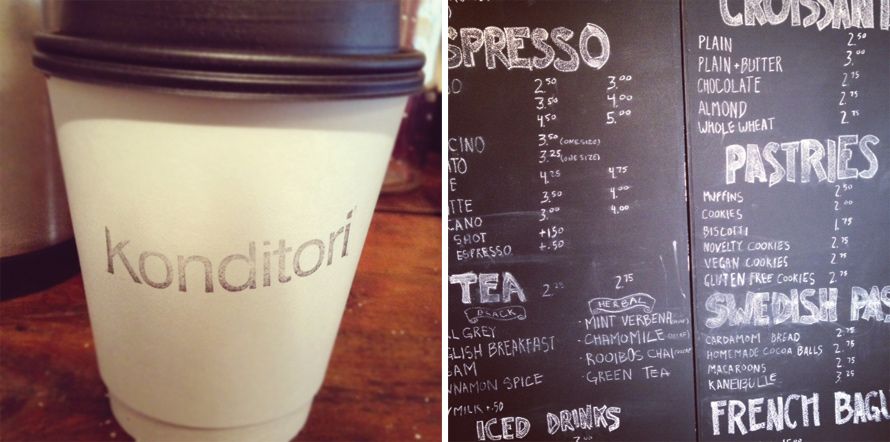 konditori
SPRESSO
2.50 3.00
3.50 4.00
4.50 5.00
CINO 3.50 (ONE SIZE)
TO 3.25 (ONE SIZE)
E 4.25 4.75
TTE 3.50 4.00
CANO 3.00 4.00
SHOT +150
ESPRESSO +.50
TEA 2.25 2.75
BLACK
L GREY
GLISH BREAKFAST
SAM
NNAMON SPICE
YMILK +.50
HERBAL
• MINT VERBENA
• CHAMOMILE
• ROOIBOS CHAI
• GREEN TEA
ICED DRINKS
CROISSANT
PLAIN 2.50
PLAIN + BUTTER 3.00
CHOCOLATE 2.75
ALMOND 2.75
WHOLE WHEAT 2.75
PASTRIES
MUFFINS 2.50
COOKIES 2.00
BISCOTTI 1.75
NOVELTY COOKIES 2.75
VEGAN COOKIES 2.75
GLUTEN FREE COOKIES 2.75
SWEDISH PAS
CARDAMOM BREAD 2.75
HOMEMADE COCOA BALLS 2.75
MACAROONS 2.75
KANELBULLE 3.25
FRENCH BAGU